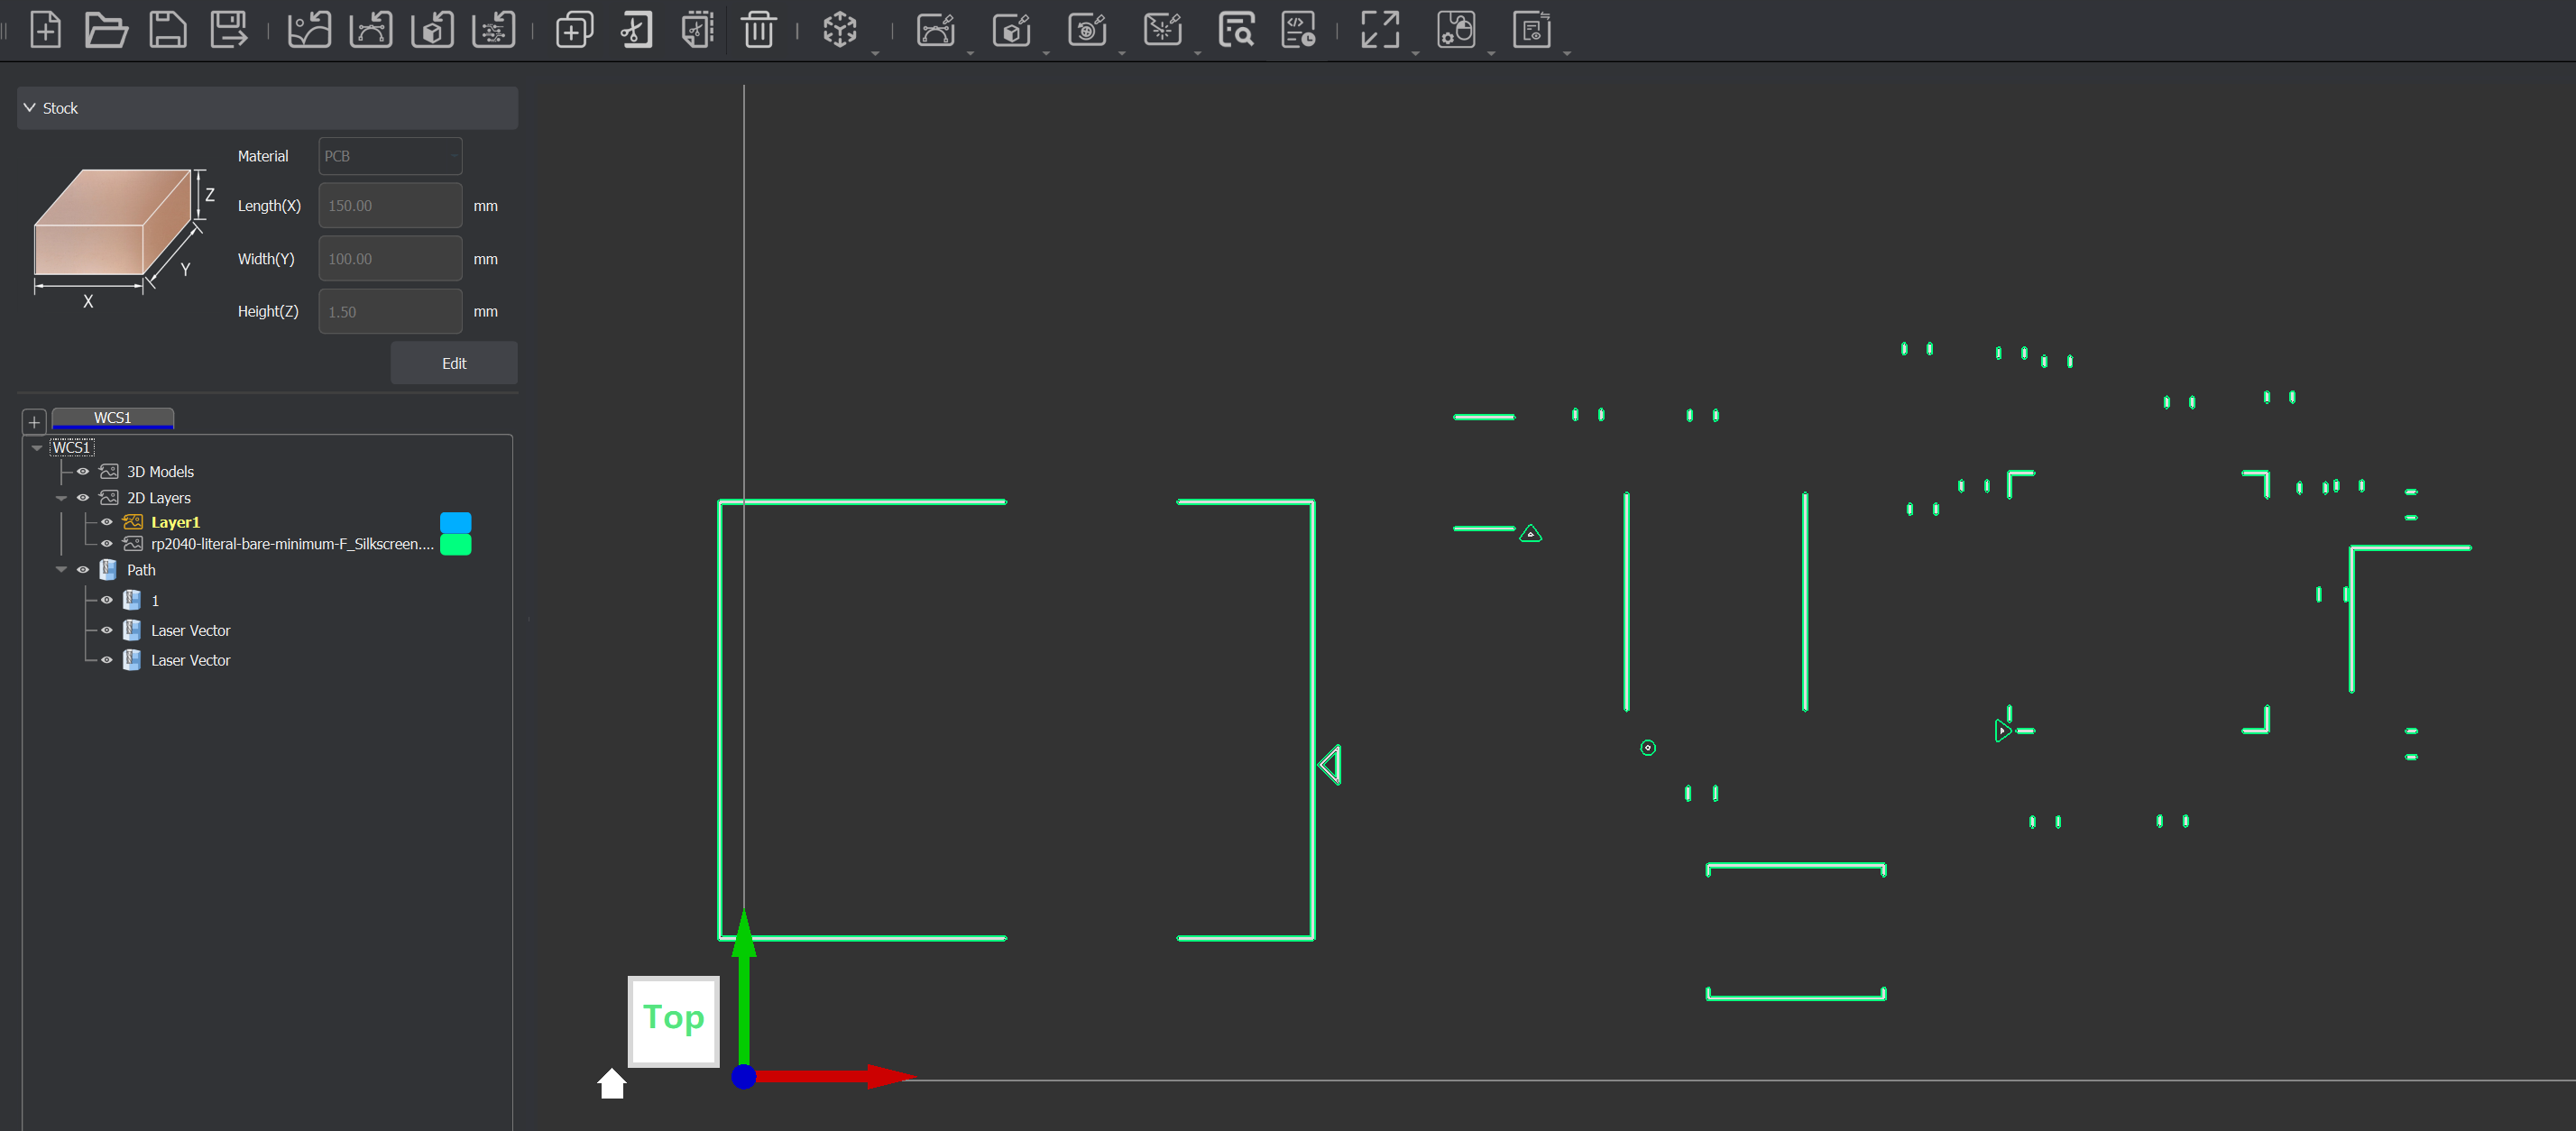 Stock
Material PCB
Length(X) 150.00 mm
Width(Y) 100.00 mm
Height(Z) 1.50 mm
Z
Y
X
Edit
WCS1
WCS1
3D Models
2D Layers
Layer1
rp2040-literal-bare-minimum-F_Silkscreen....
Path
1
Laser Vector
Laser Vector
Top